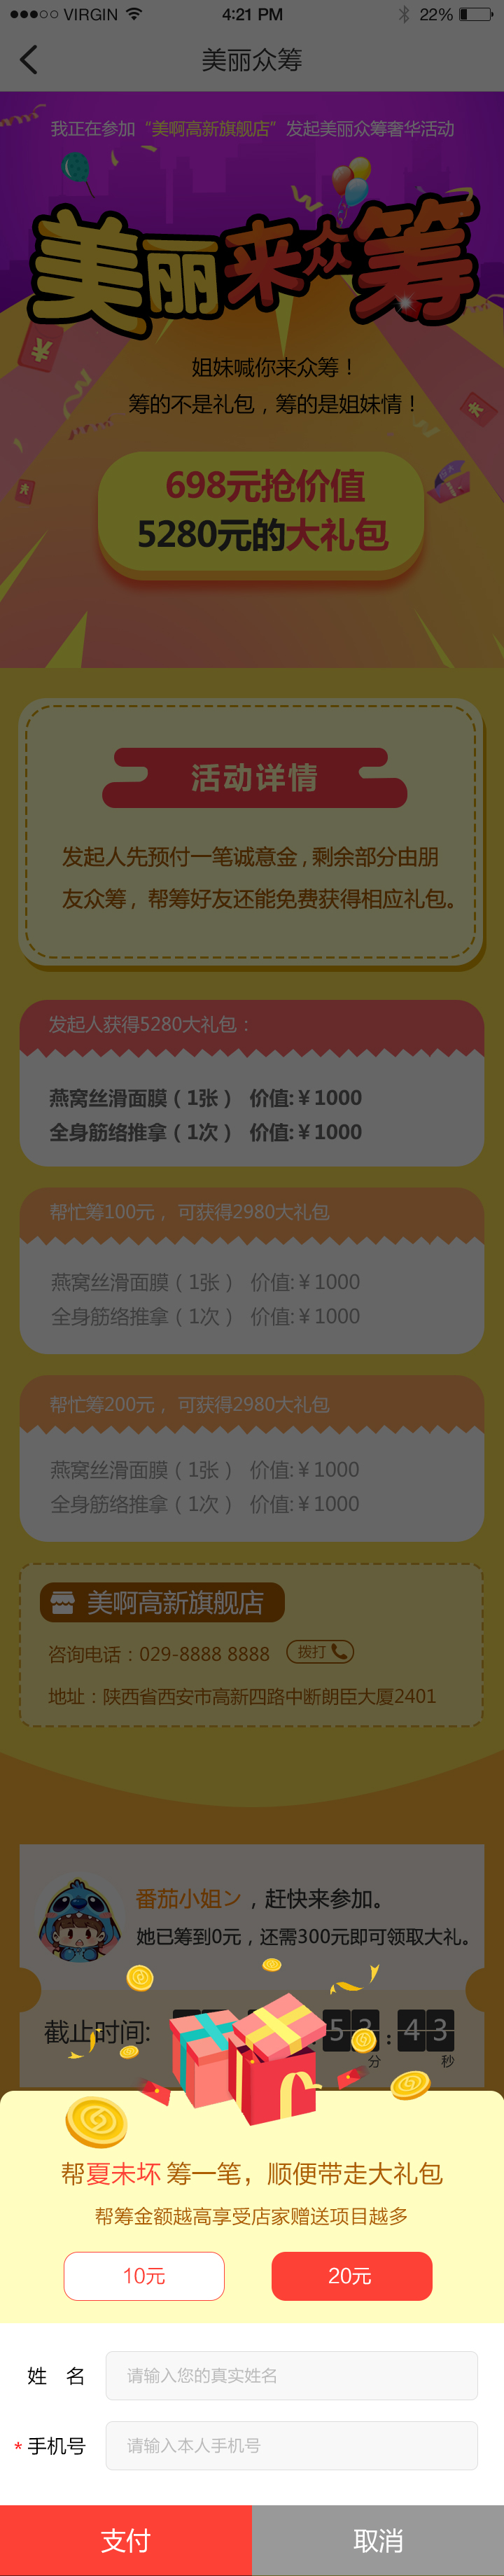 VIRGIN 4:21 PM 22%
美丽众筹
我正在参加“美啊高新旗舰店”发起美丽众筹奢华活动
美丽来众筹
姐妹喊你来众筹！
筹的不是礼包，筹的是姐妹情！
698元抢价值
5280元的大礼包
活动详情
发起人先预付一笔诚意金，剩余部分由朋
友众筹，帮筹好友还能免费获得相应礼包。
发起人获得5280大礼包：
燕窝丝滑面膜（1张） 价值:￥1000
全身筋络推拿（1次） 价值:￥1000
帮忙筹100元，可获得2980大礼包
燕窝丝滑面膜（1张） 价值:￥1000
全身筋络推拿（1次） 价值:￥1000
帮忙筹200元，可获得2980大礼包
燕窝丝滑面膜（1张） 价值:￥1000
全身筋络推拿（1次） 价值:￥1000
美啊高新旗舰店
咨询电话：029-8888 8888 拨打
地址：陕西省西安市高新四路中断朗臣大厦2401
番茄小姐ン，赶快来参加。
她已筹到0元，还需300元即可领取大礼。
截止时间: 43
分 秒
帮夏未坏 筹一笔，顺便带走大礼包
帮筹金额越高享受店家赠送项目越多
10元 20元
姓 名 请输入您的真实姓名
* 手机号 请输入本人手机号
支付 取消